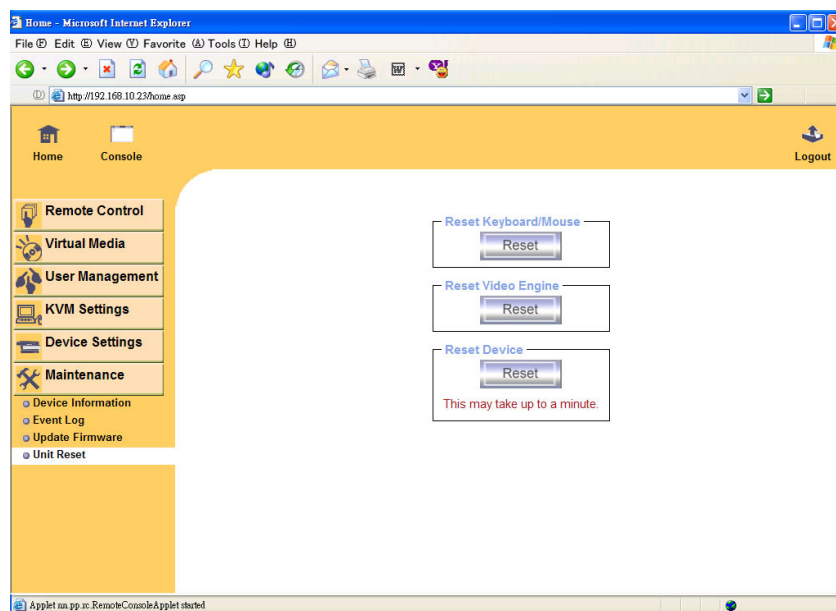 Home - Microsoft Internet Explorer
File (F) Edit (E) View (V) Favorite (A) Tools (T) Help (H)
(D) http://192.168.10.23/home.asp
Home Console Logout
Remote Control
Virtual Media
User Management
KVM Settings
Device Settings
Maintenance
Device Information
Event Log
Update Firmware
Unit Reset
Reset Keyboard/Mouse
Reset
Reset Video Engine
Reset
Reset Device
Reset
This may take up to a minute.
Applet nn.pp.rc.RemoteConsoleApplet started